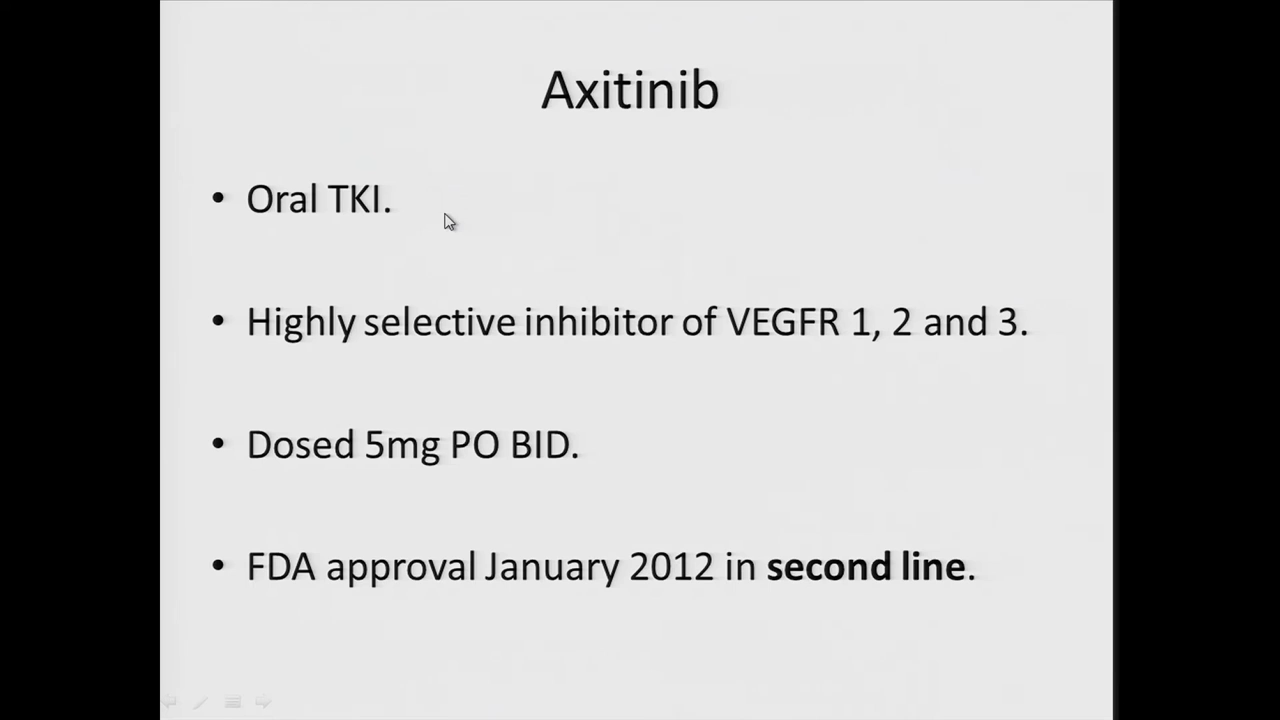 Axitinib
• Oral TKI.
• Highly selective inhibitor of VEGFR 1, 2 and 3.
• Dosed 5mg PO BID.
• FDA approval January 2012 in second line.